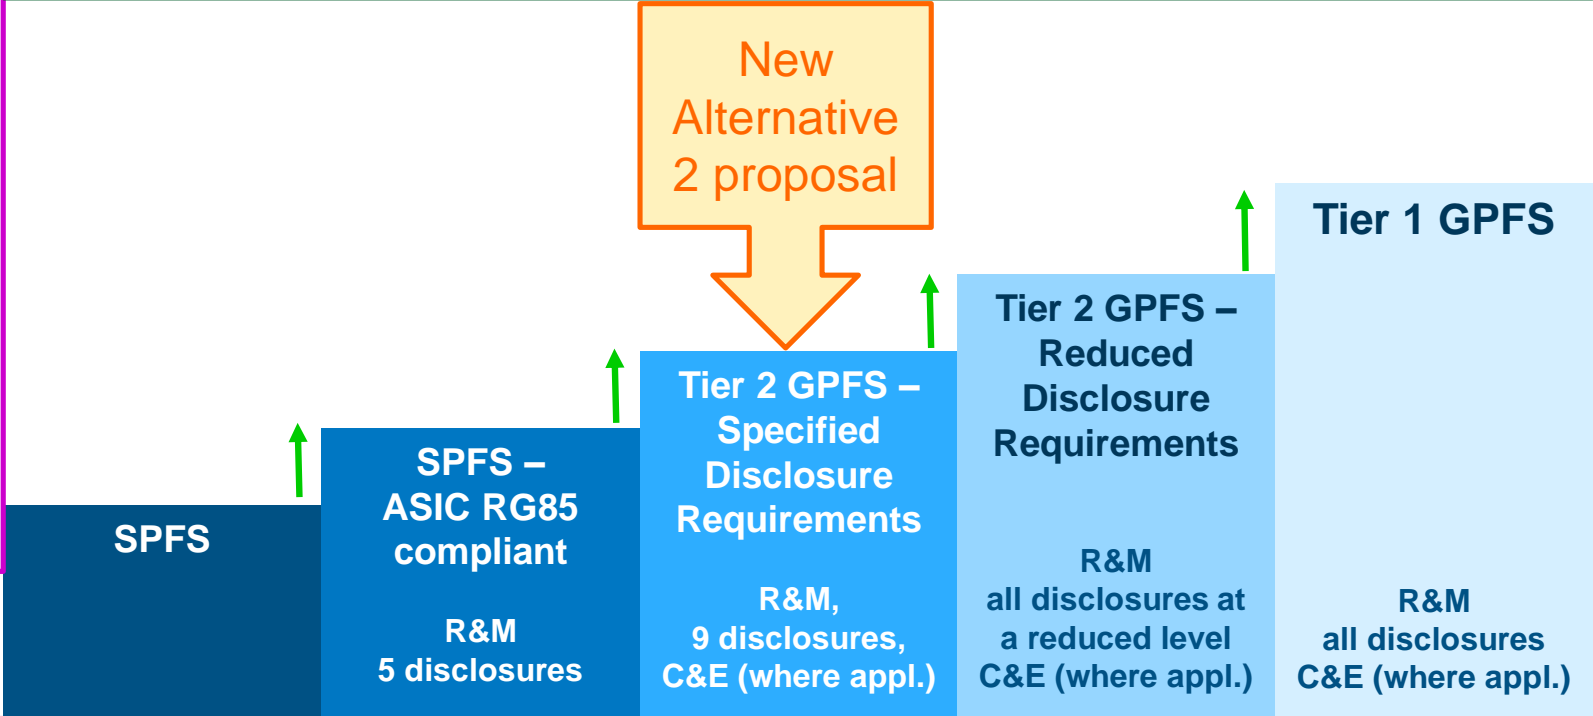 New
Alternative
2 proposal
SPFS
SPFS –
ASIC RG85
compliant
R&M
5 disclosures
Tier 2 GPFS –
Specified
Disclosure
Requirements
R&M,
9 disclosures,
C&E (where appl.)
Tier 2 GPFS –
Reduced
Disclosure
Requirements
R&M
all disclosures at
a reduced level
C&E (where appl.)
Tier 1 GPFS
R&M
all disclosures
C&E (where appl.)